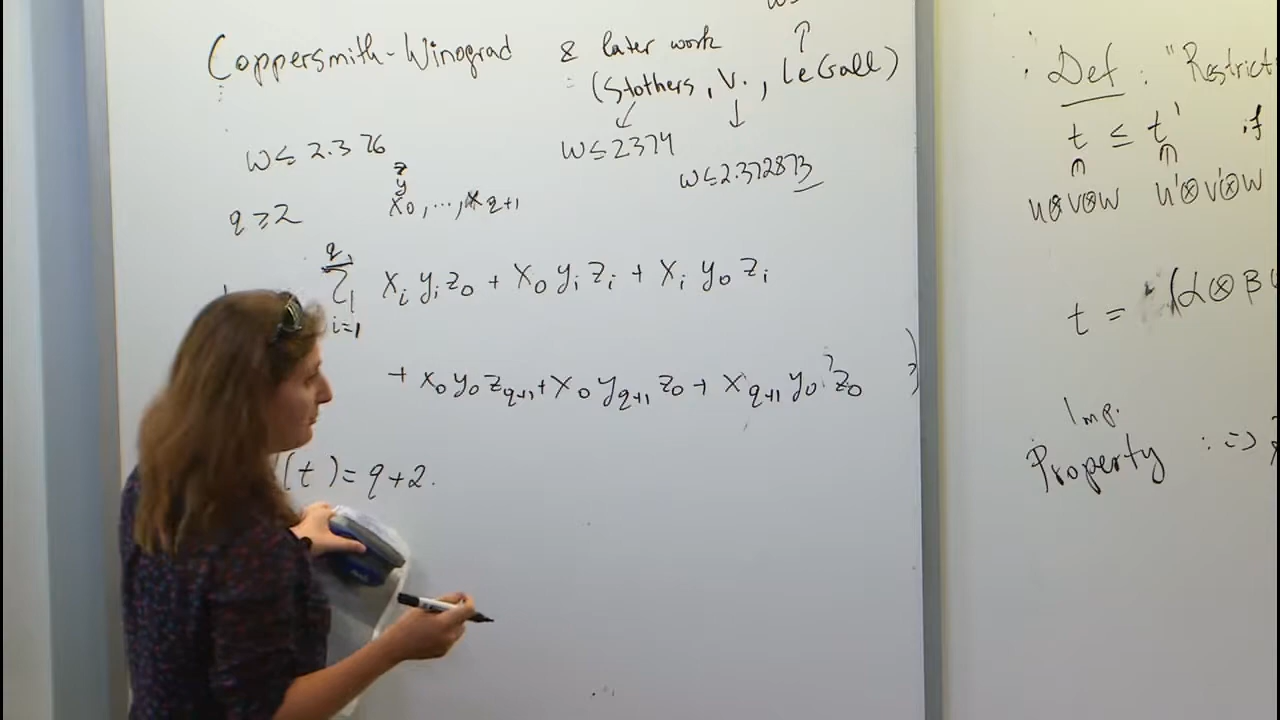 Coppersmith-Winograd & later work
(Stothers, V., LeGall)
W ≤ 2.376
W ≤ 2374
W ≤ 2.372873
q ≥ 2
z
y
x0, ..., xq+1
q
Σ xi yi z0 + x0 yi zi + xi y0 zi
i=1
+ x0 y0 zq+1 + x0 yq+1 z0 + xq+1 y0 z0
(t) = q+2.
Def : "Restrict
t ≤ t' if
U⊗V⊗W U'⊗V'⊗W
t = (α⊗β
Imp.
Property : =>